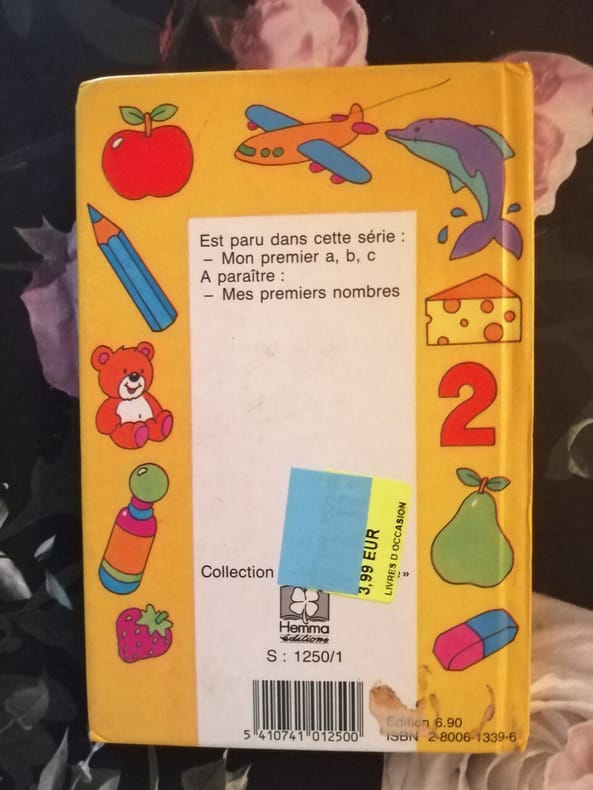 Est paru dans cette série :
– Mon premier a, b, c
A paraître :
– Mes premiers nombres
2
3,99 EUR
LIVRES D OCCASION
Collection »
Hemma
éditions
S : 1250/1
5 410741 012500
Edition 6.90
ISBN 2-8006-1339-6